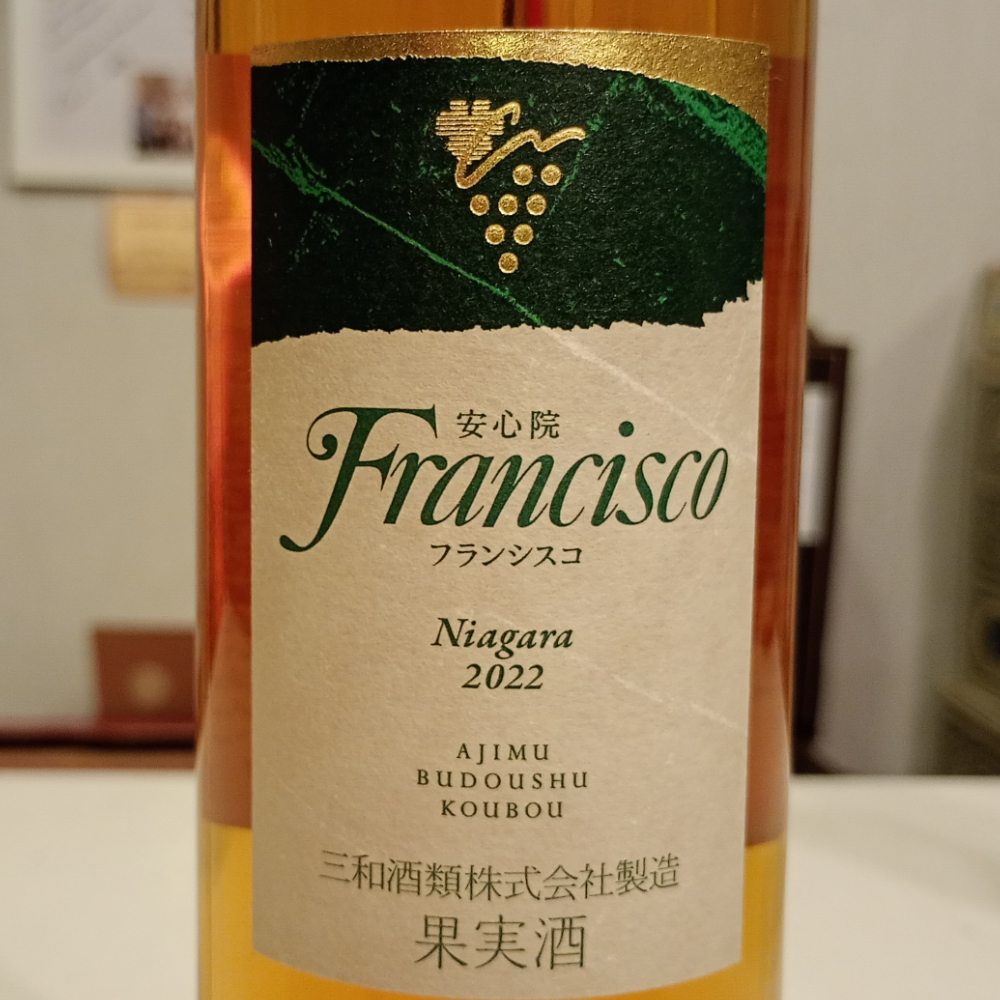 安心院
Francisco
フランシスコ
Niagara
2022
AJIMU
BUDOUSHU
KOUBOU
三和酒類株式会社製造
果実酒